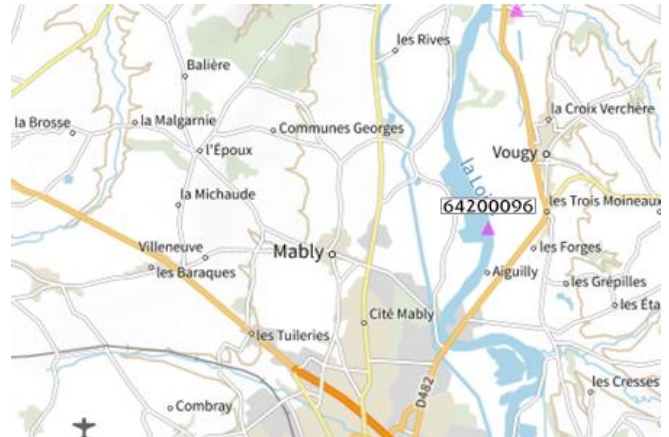 les Rives
Balière
la Croix Verchère
la Brosse
la Malgarnie
Communes Georges
l'Époux
Vougy
la Loi
la Michaude
64200096
les Trois Moineaux
Villeneuve
Mably
les Forges
les Baraques
Aiguilly
les Grépilles
les Éta
Cité Mably
les Tuileries
D482
les Cresses
Combray